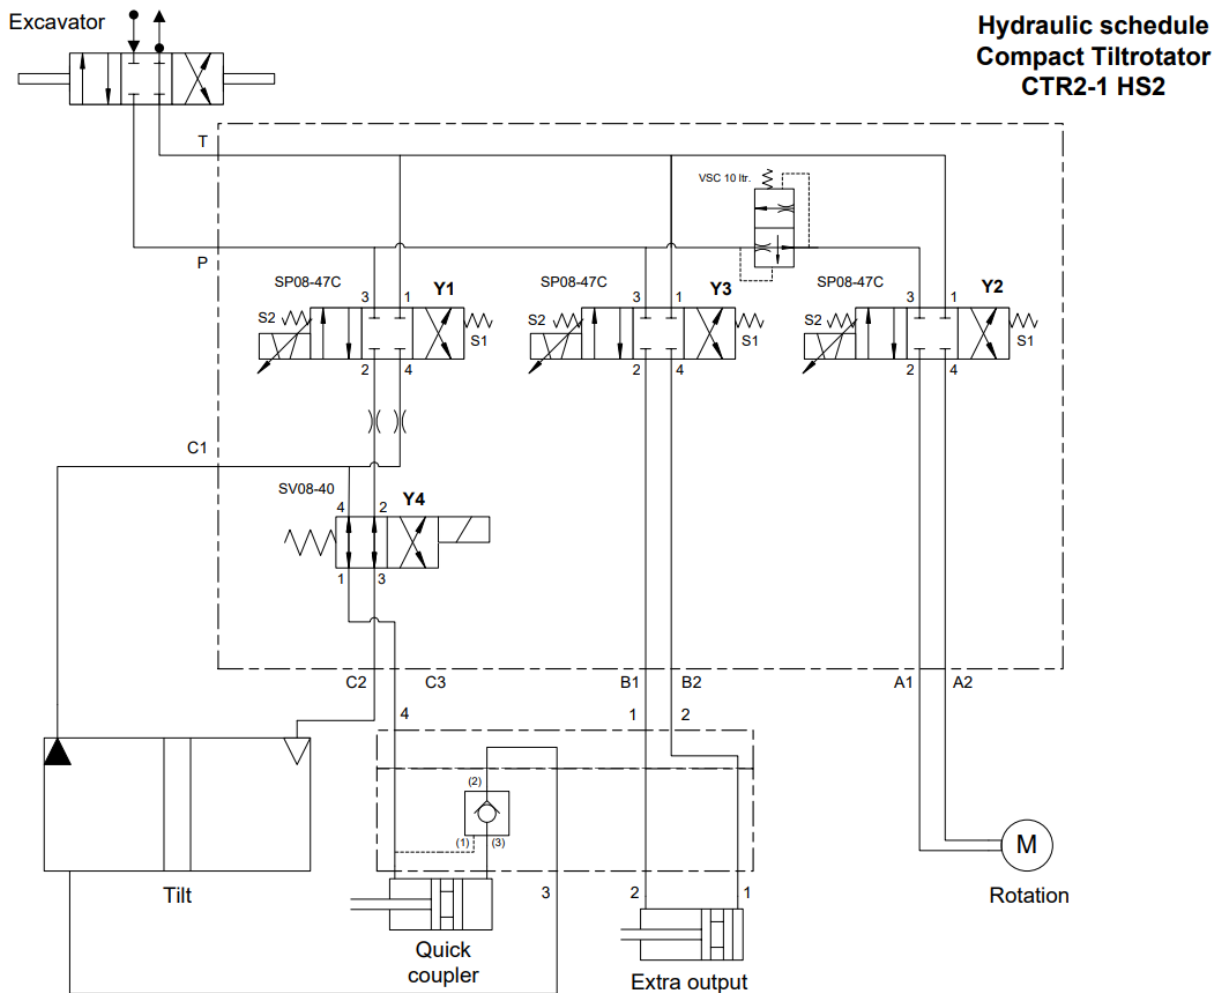 Excavator
Hydraulic schedule
Compact Tiltrotator
CTR2-1 HS2
T
VSC 10 ltr.
P
SP08-47C
3
1
Y1
S2
S1
2
4
SP08-47C
3
1
Y3
S2
S1
2
4
SP08-47C
3
1
Y2
S2
S1
2
4
C1
SV08-40
4
2
Y4
1
3
C2
C3
B1
B2
A1
A2
4
1
2
(2)
(1)
(3)
M
Tilt
3
2
1
Rotation
Quick
coupler
Extra output